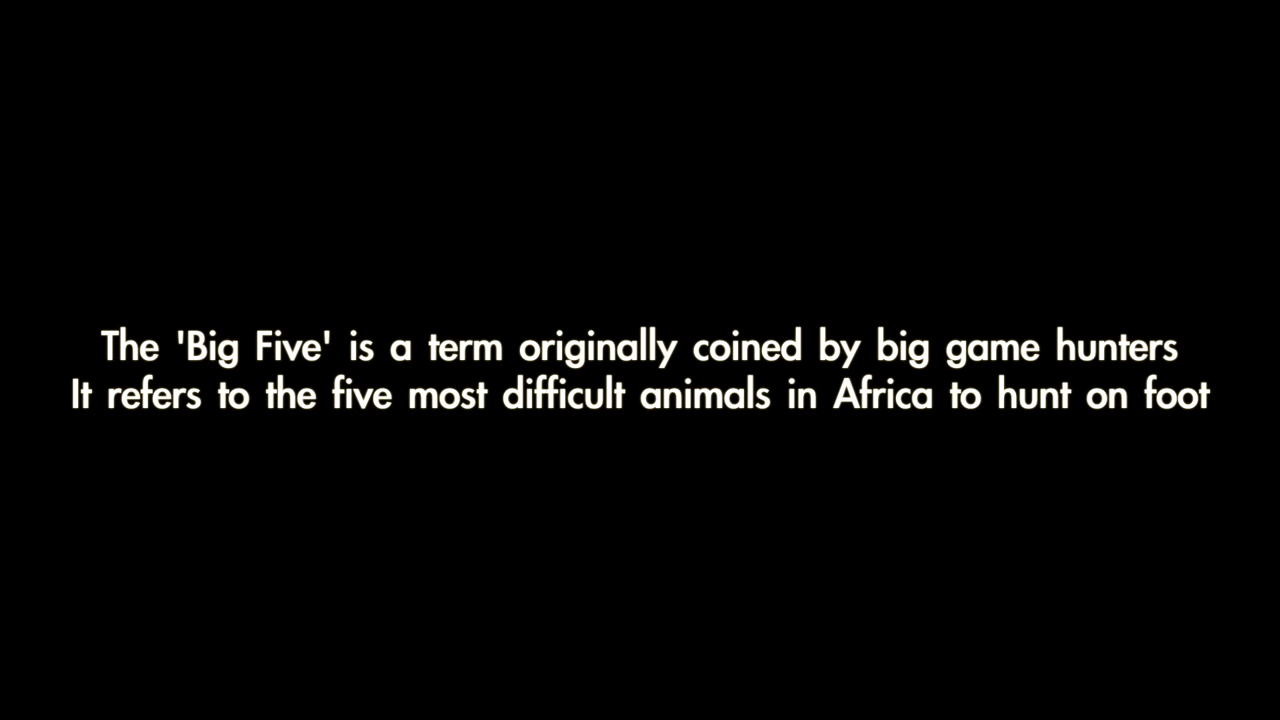 The 'Big Five' is a term originally coined by big game hunters
It refers to the five most difficult animals in Africa to hunt on foot